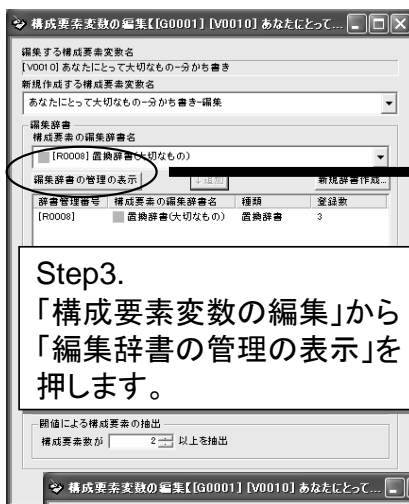 構成要素変数の編集【[G0001] [V0010] あなたにとって...
編集する構成要素変数名
[V0010] あなたにとって大切なもの-分かち書き
新規作成する構成要素変数名
あなたにとって大切なもの-分かち書き-編集
編集辞書
構成要素の編集辞書名
[R0008] 置換辞書(大切なもの)
編集辞書の管理の表示 ↓追加 新規辞書作成...
辞書管理番号 構成要素の編集辞書名 種類 登録数
[R0008] 置換辞書(大切なもの) 置換辞書 3
Step3.
「構成要素変数の編集」から
「編集辞書の管理の表示」を
押します。
閾値による構成要素の抽出
構成要素数が 2 以上を抽出
構成要素変数の編集【[G0001] [V0010] あなたにとって...